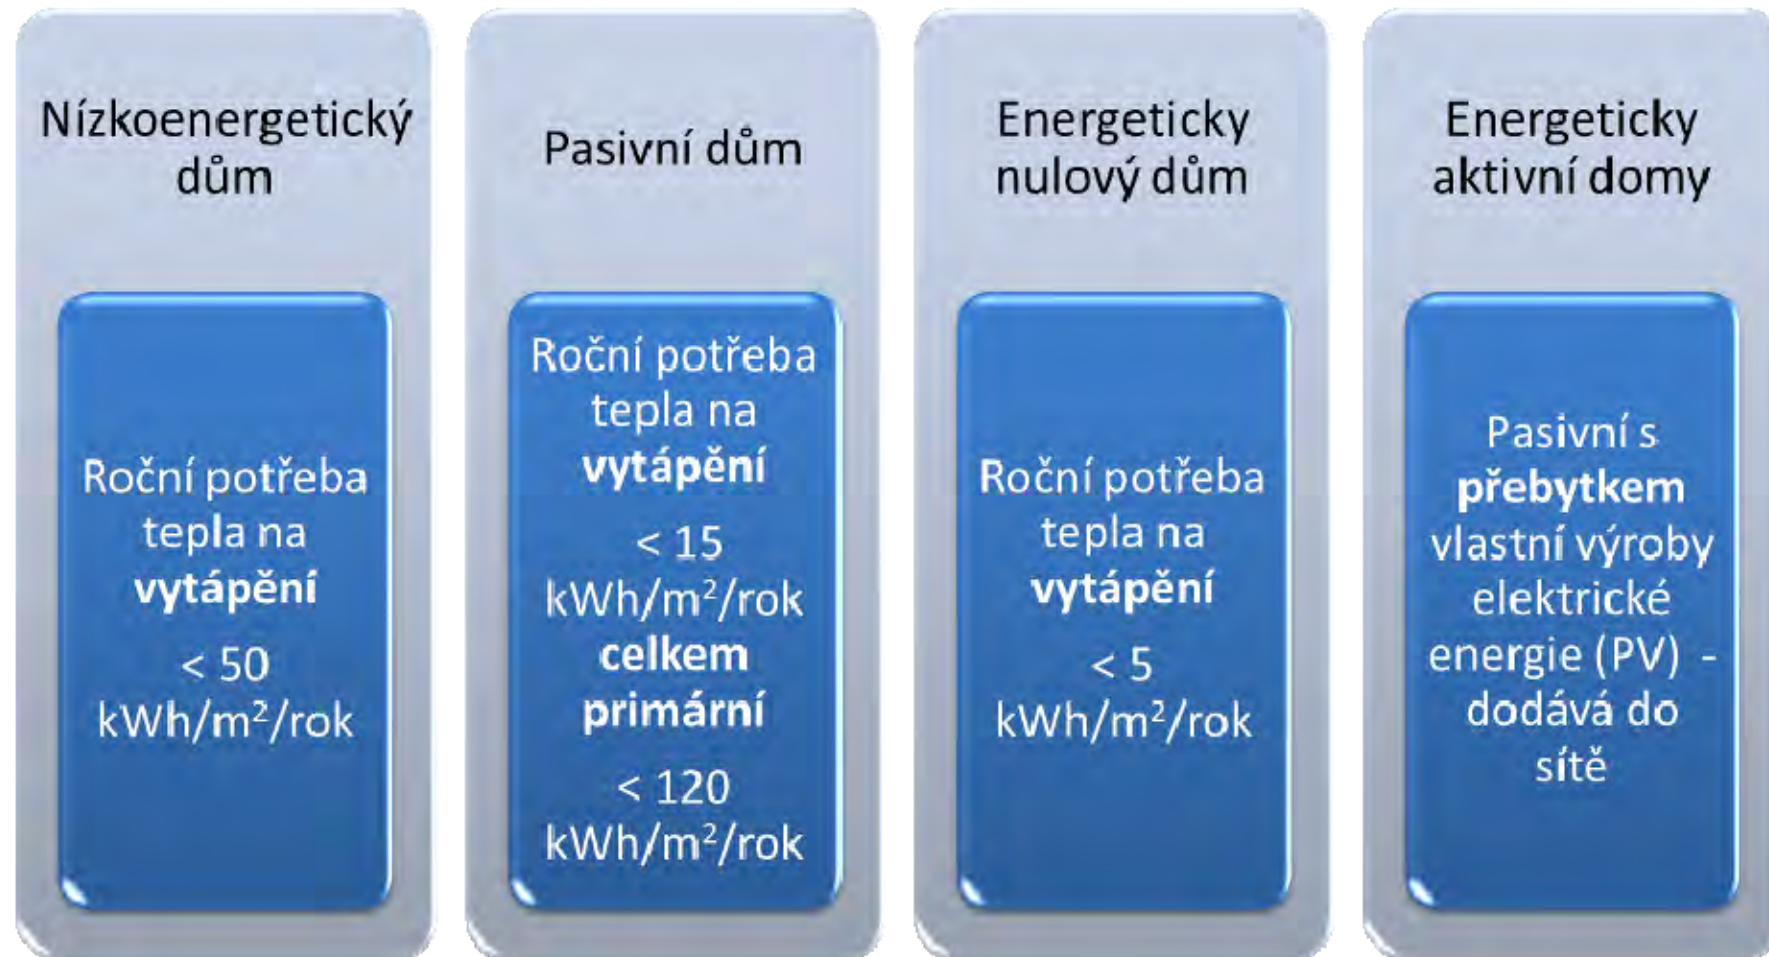 Nízkoenergetický
dům
Roční potřeba
tepla na
vytápění
< 50
kWh/m²/rok
Pasivní dům
Roční potřeba
tepla na
vytápění
< 15
kWh/m²/rok
celkem
primární
< 120
kWh/m²/rok
Energeticky
nulový dům
Roční potřeba
tepla na
vytápění
< 5
kWh/m²/rok
Energeticky
aktivní domy
Pasivní s
přebytkem
vlastní výroby
elektrické
energie (PV) -
dodává do
sítě